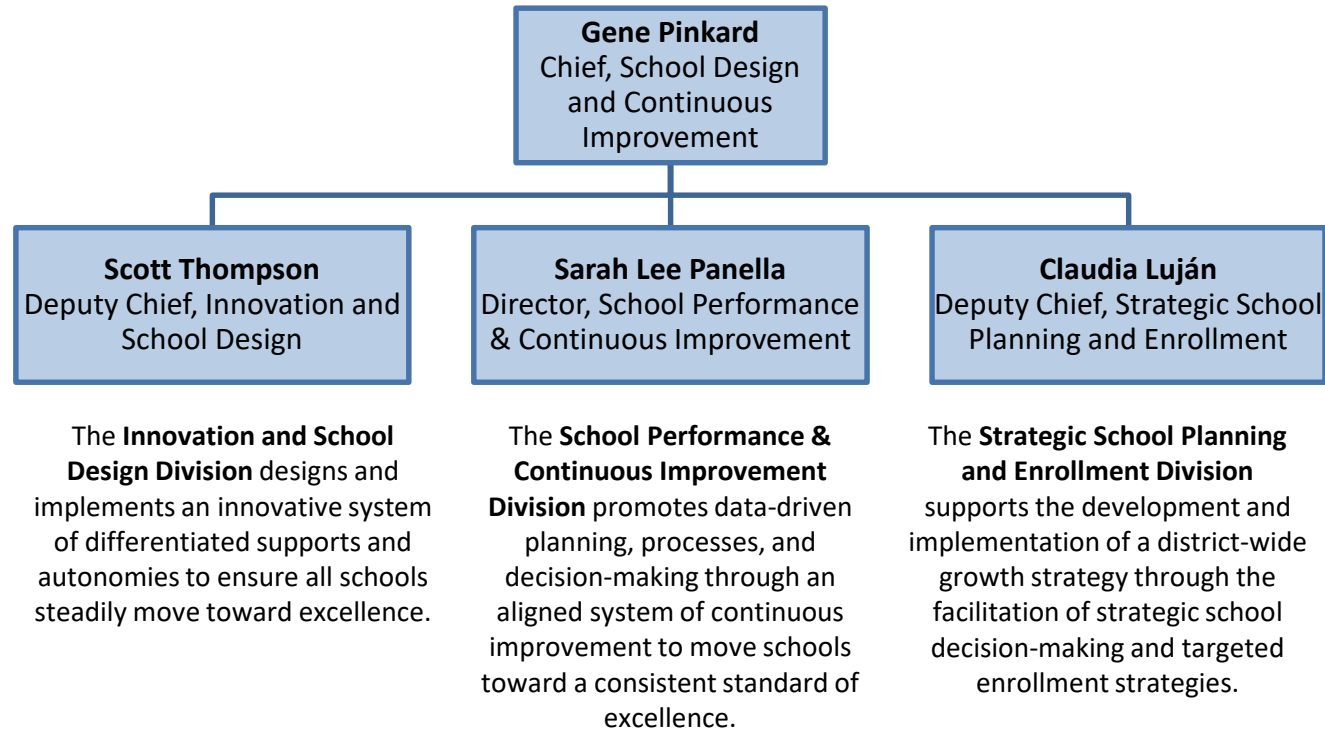 Gene Pinkard
Chief, School Design
and Continuous
Improvement
Scott Thompson
Deputy Chief, Innovation and
School Design
Sarah Lee Panella
Director, School Performance
& Continuous Improvement
Claudia Luján
Deputy Chief, Strategic School
Planning and Enrollment
The Innovation and School
Design Division designs and
implements an innovative system
of differentiated supports and
autonomies to ensure all schools
steadily move toward excellence.
The School Performance &
Continuous Improvement
Division promotes data-driven
planning, processes, and
decision-making through an
aligned system of continuous
improvement to move schools
toward a consistent standard of
excellence.
The Strategic School Planning
and Enrollment Division
supports the development and
implementation of a district-wide
growth strategy through the
facilitation of strategic school
decision-making and targeted
enrollment strategies.